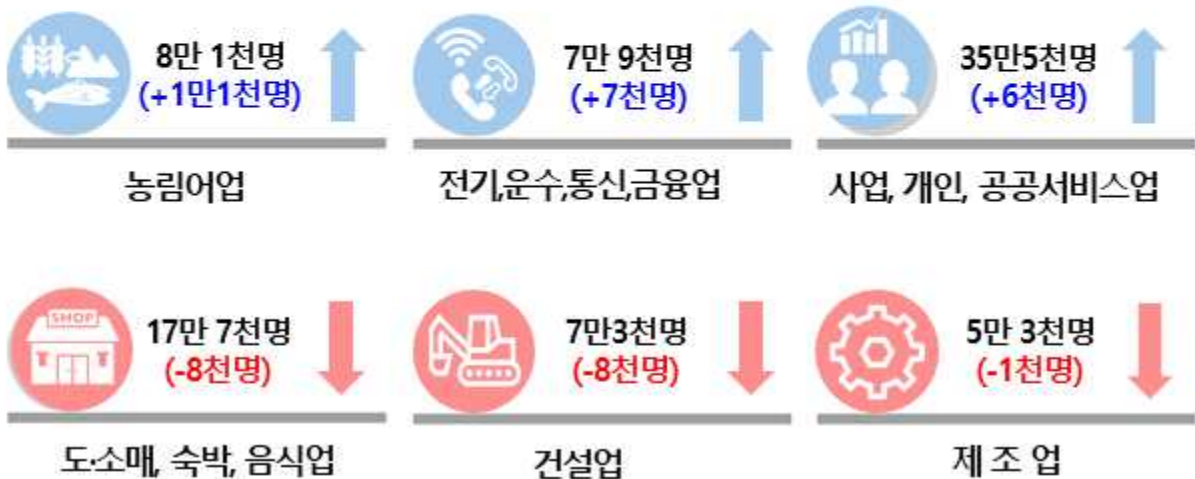 8만 1천명
(+1만1천명)
농림어업
7만 9천명
(+7천명)
전기,운수,통신,금융업
35만5천명
(+6천명)
사업, 개인, 공공서비스업
SHOP
17만 7천명
(-8천명)
도·소매, 숙박, 음식업
7만3천명
(-8천명)
건설업
5만 3천명
(-1천명)
제 조 업